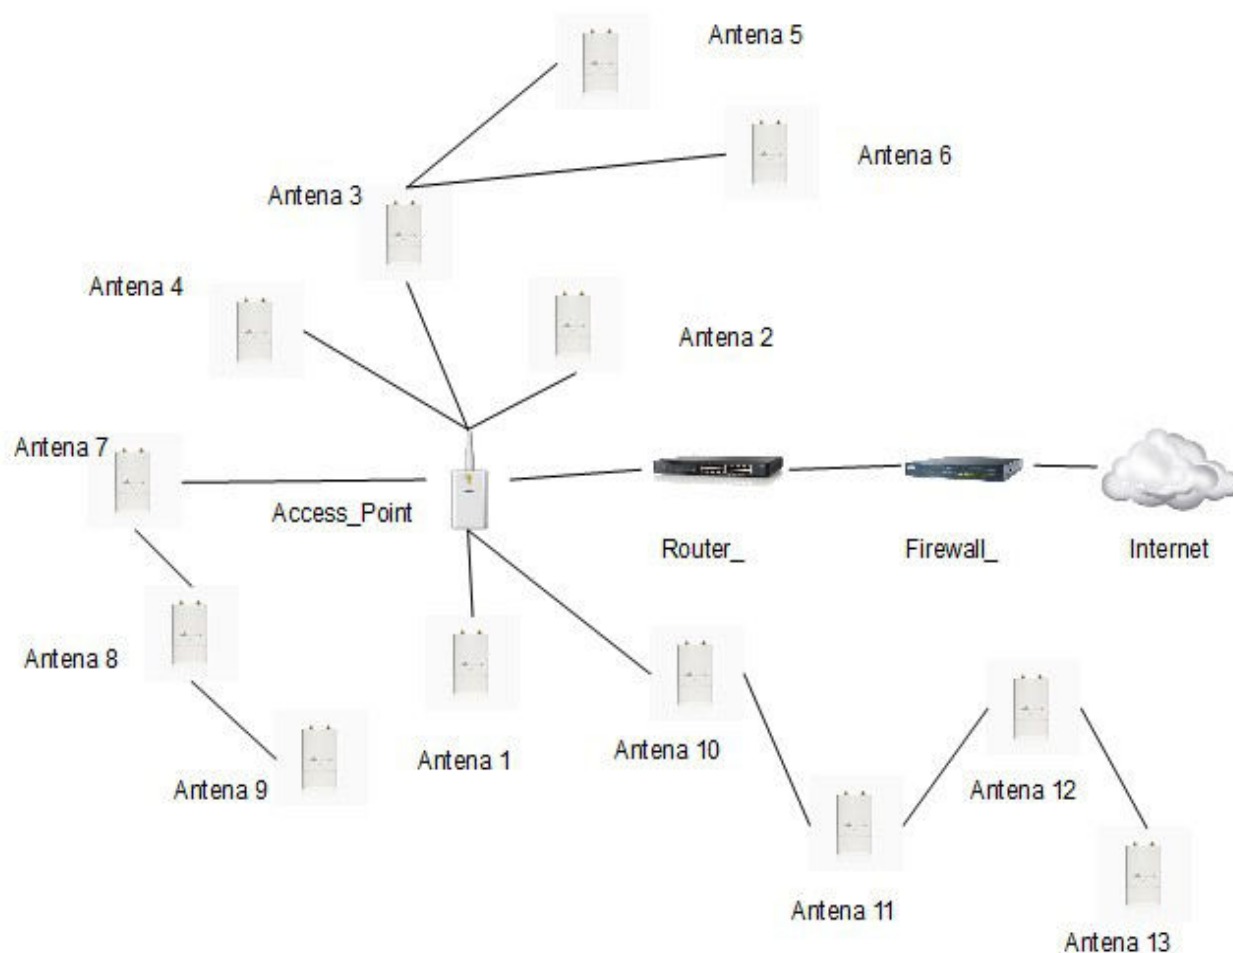 Antena 5
Antena 6
Antena 3
Antena 4
Antena 2
Antena 7
Access_Point
Router_
Firewall_
Internet
Antena 8
Antena 9
Antena 1
Antena 10
Antena 12
Antena 11
Antena 13